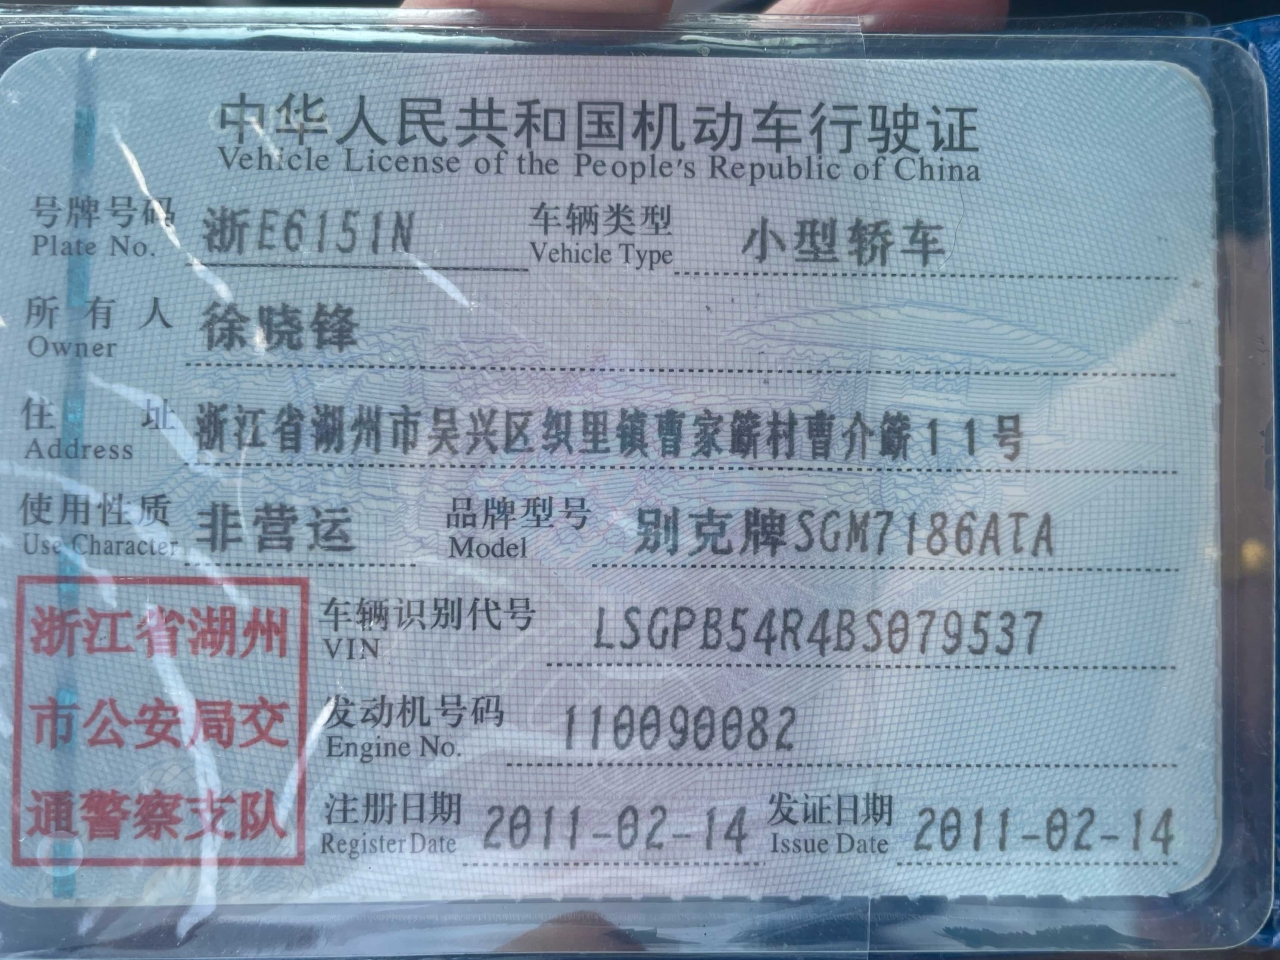 中华人民共和国机动车行驶证
Vehicle License of the People's Republic of China
号牌号码 浙E6151N 车辆类型 小型轿车
Plate No. Vehicle Type
所有人 徐晓锋
Owner
住址 浙江省湖州市吴兴区织里镇曹家簖村曹介簖11号
Address
使用性质 非营运 品牌型号 别克牌SGM7186ATA
Use Character Model
浙江省湖州
市公安局交
通警察支队
车辆识别代号 LSGPB54R4BS079537
VIN
发动机号码 110090082
Engine No.
注册日期 2011-02-14 发证日期 2011-02-14
Register Date Issue Date